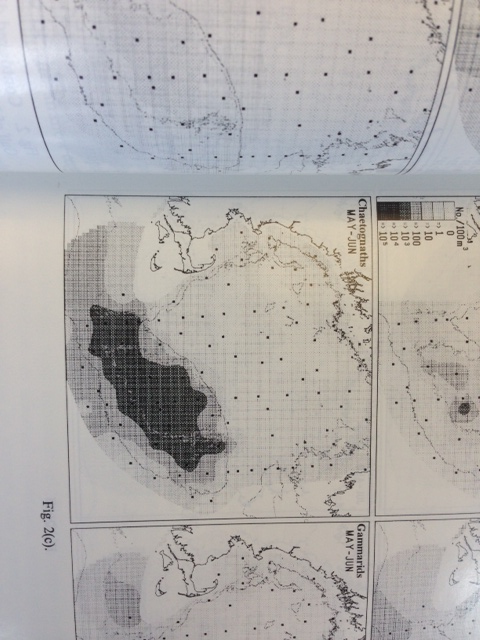 No./100m³
0
>1
>10
>100
>10³
>10⁴
>10⁵
Chaetognaths
MAY-JUN
Gammarids
MAY-JUN
Fig. 2(c).